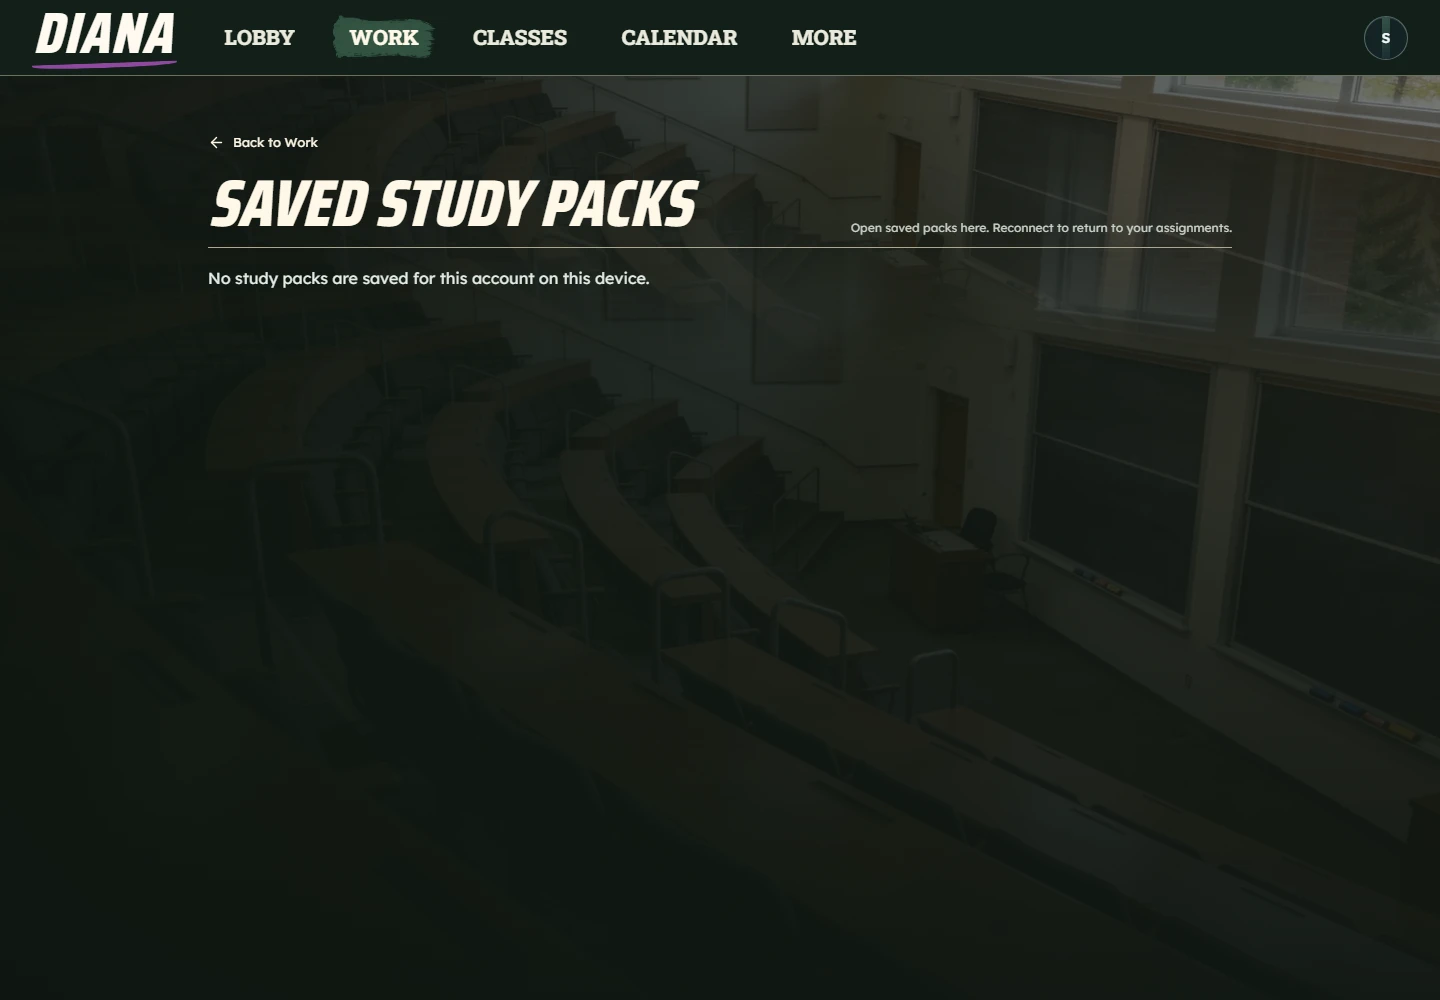 DIANA
LOBBY
WORK
CLASSES
CALENDAR
MORE
S
Back to Work
SAVED STUDY PACKS
Open saved packs here. Reconnect to return to your assignments.
No study packs are saved for this account on this device.